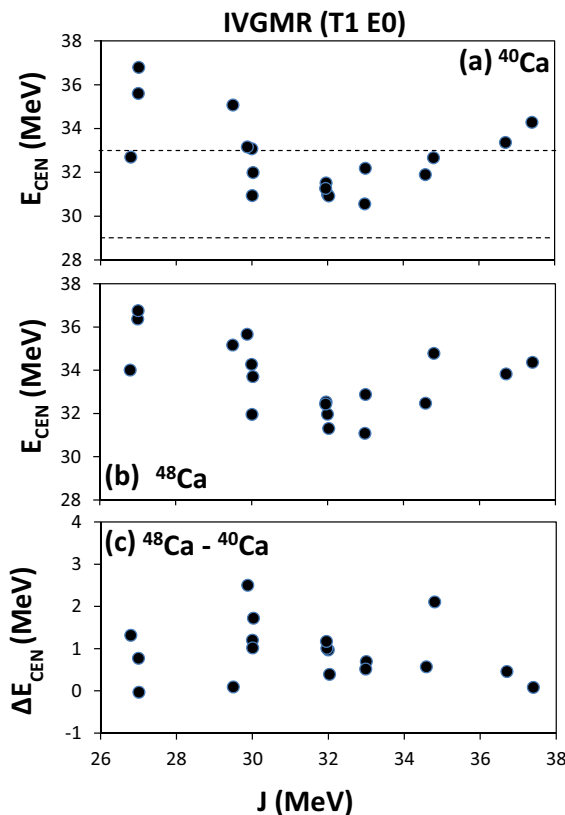 IVGMR (T1 E0)
(a) ⁴⁰Ca
E_CEN (MeV)
38
36
34
32
30
28
(b) ⁴⁸Ca
E_CEN (MeV)
38
36
34
32
30
28
(c) ⁴⁸Ca - ⁴⁰Ca
ΔE_CEN (MeV)
4
3
2
1
0
-1
26 28 30 32 34 36 38
J (MeV)